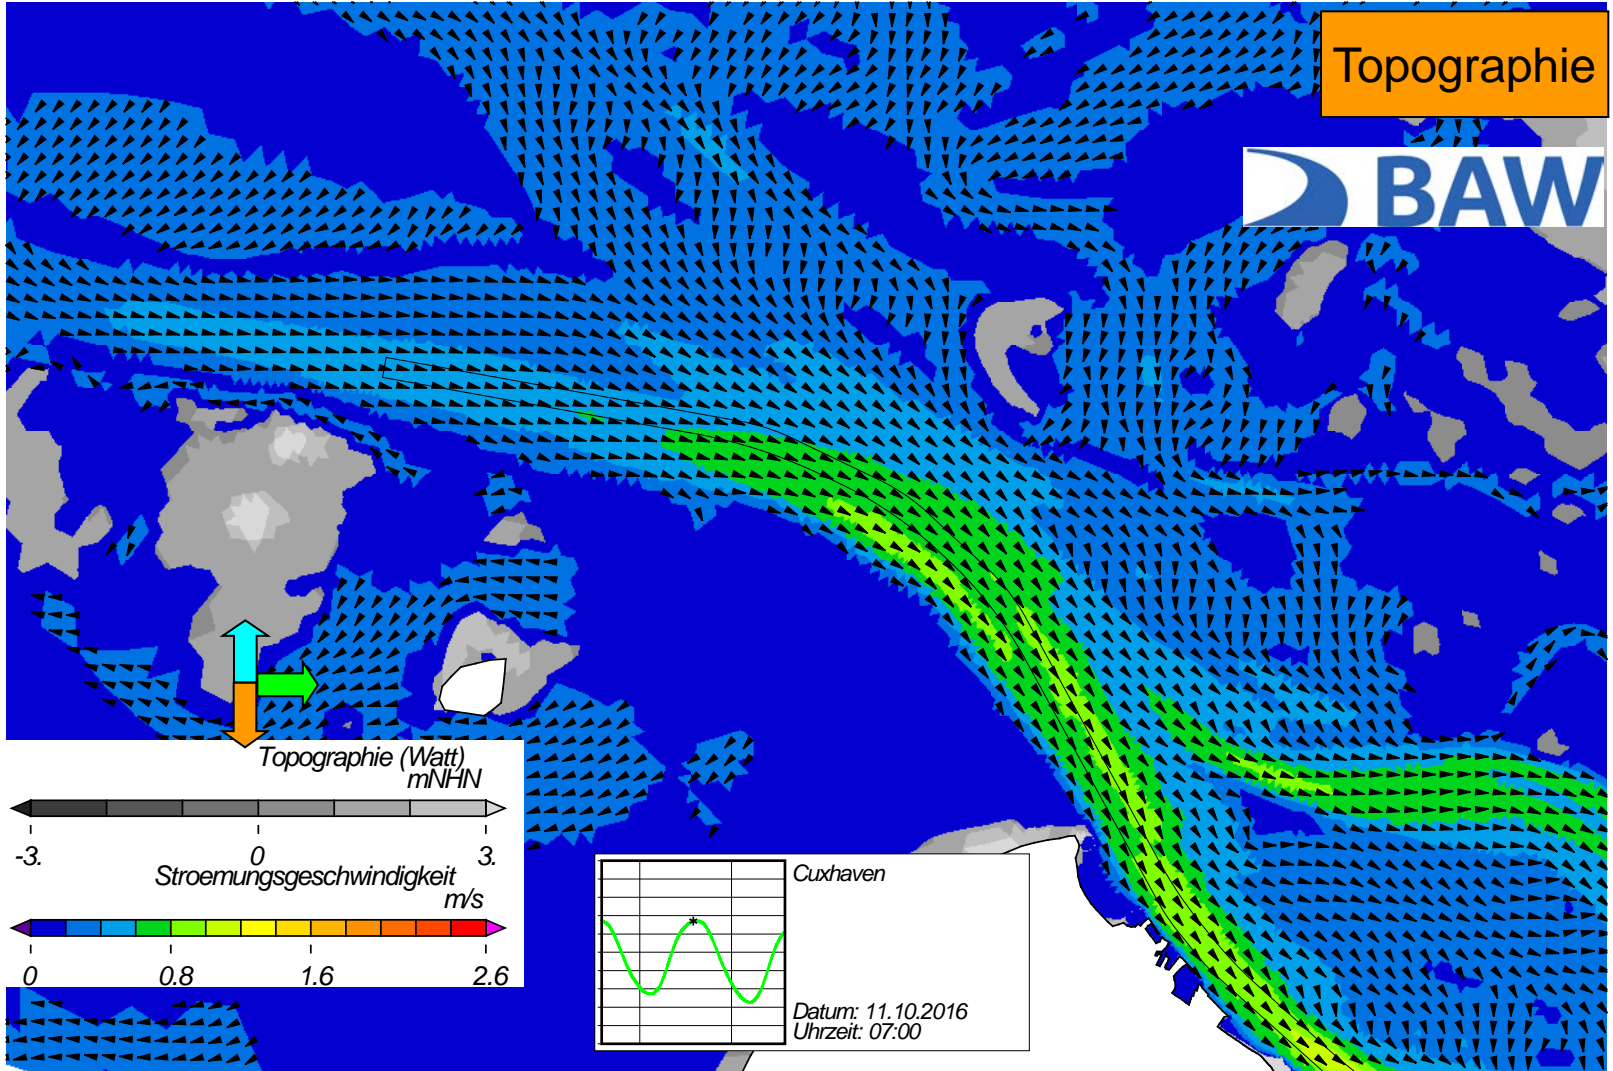 Topographie
BAW
Topographie (Watt)
mNHN
-3. 0 3.
Stroemungsgeschwindigkeit
m/s
0 0.8 1.6 2.6
Cuxhaven
Datum: 11.10.2016
Uhrzeit: 07:00